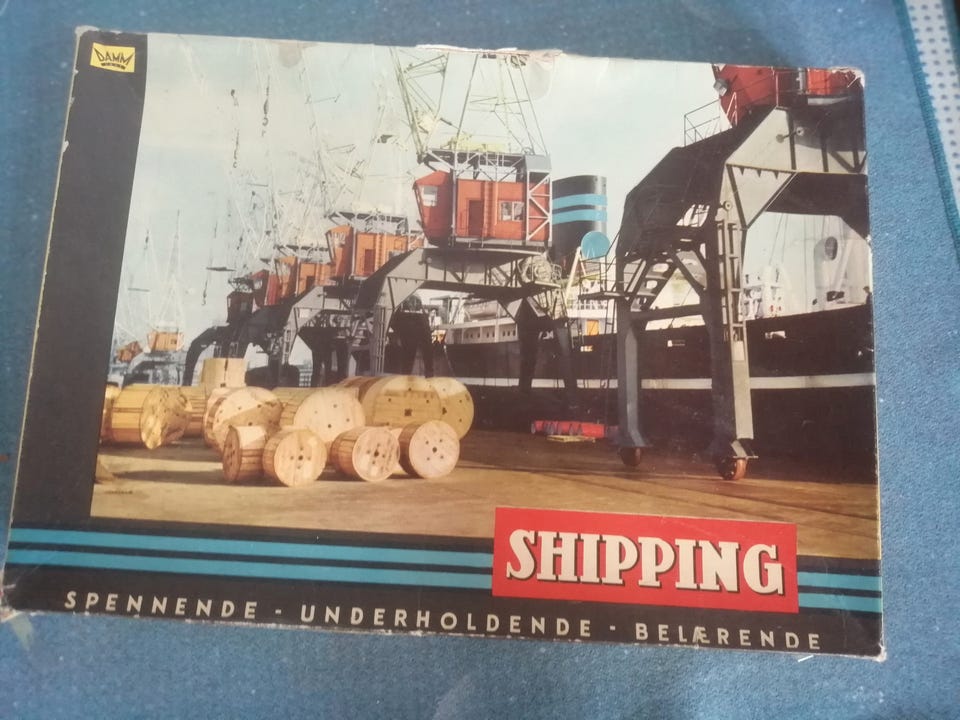 DAMM
SHIPPING
SPENNENDE - UNDERHOLDENDE - BELÆRENDE